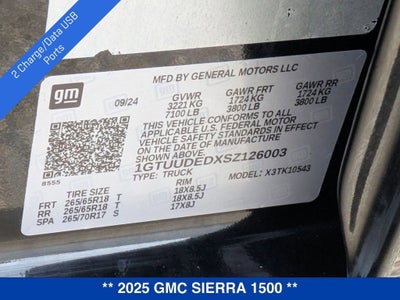 2 Charge/Data USB
Ports
gm
MFD BY GENERAL MOTORS LLC
09/24
GVWR GAWR FRT GAWR RR
3221 KG 1724 KG 1724 KG
7100 LB 3800 LB 3800 LB
THIS VEHICLE CONFORMS TO ALL APPLICABLE
U.S. FEDERAL MOTOR VEHICLE SAFETY
STANDARDS IN EFFECT ON THE DATE OF
MANUFACTURE SHOWN ABOVE.
1GTUUDEDXSZ126003
TYPE: TRUCK MODEL: X3TK10543
B555
TIRE SIZE RIM
FRT 265/65R18 T 18X8.5J
RR 265/65R18 T 18X8.5J
SPA 265/70R17 S 17X8J
** 2025 GMC SIERRA 1500 **